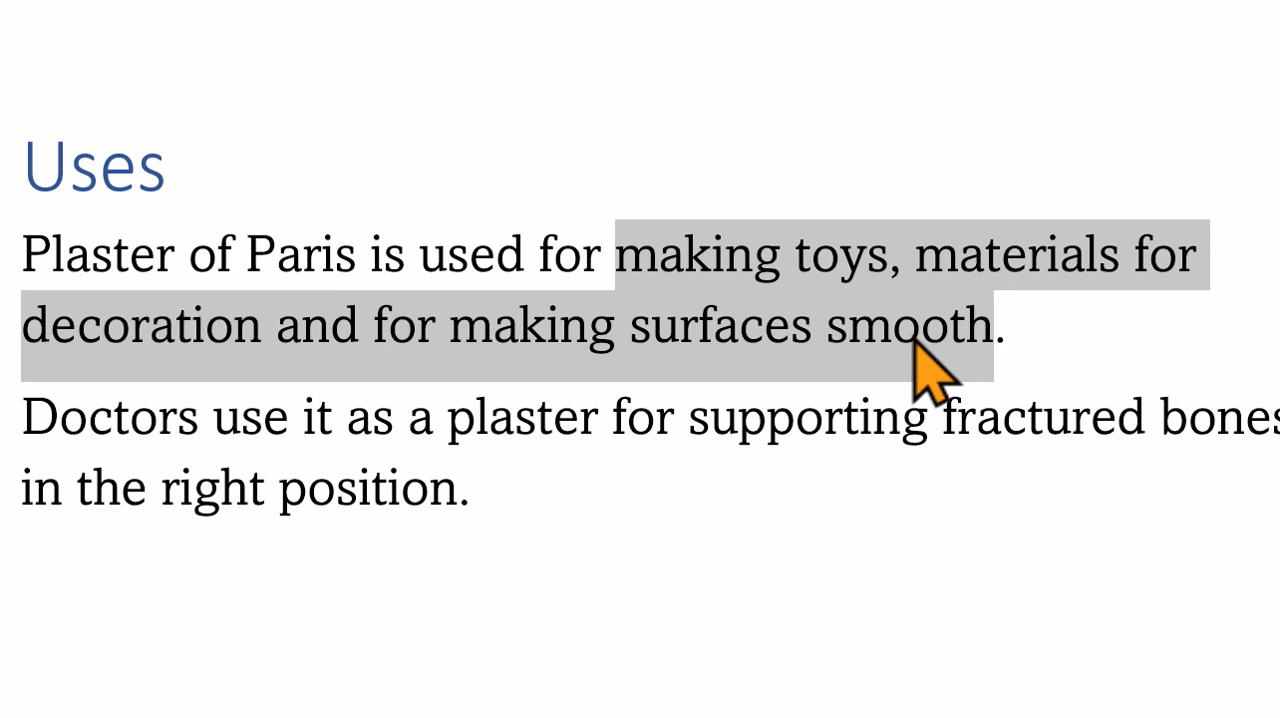 Uses
Plaster of Paris is used for making toys, materials for
decoration and for making surfaces smooth.
Doctors use it as a plaster for supporting fractured bones
in the right position.